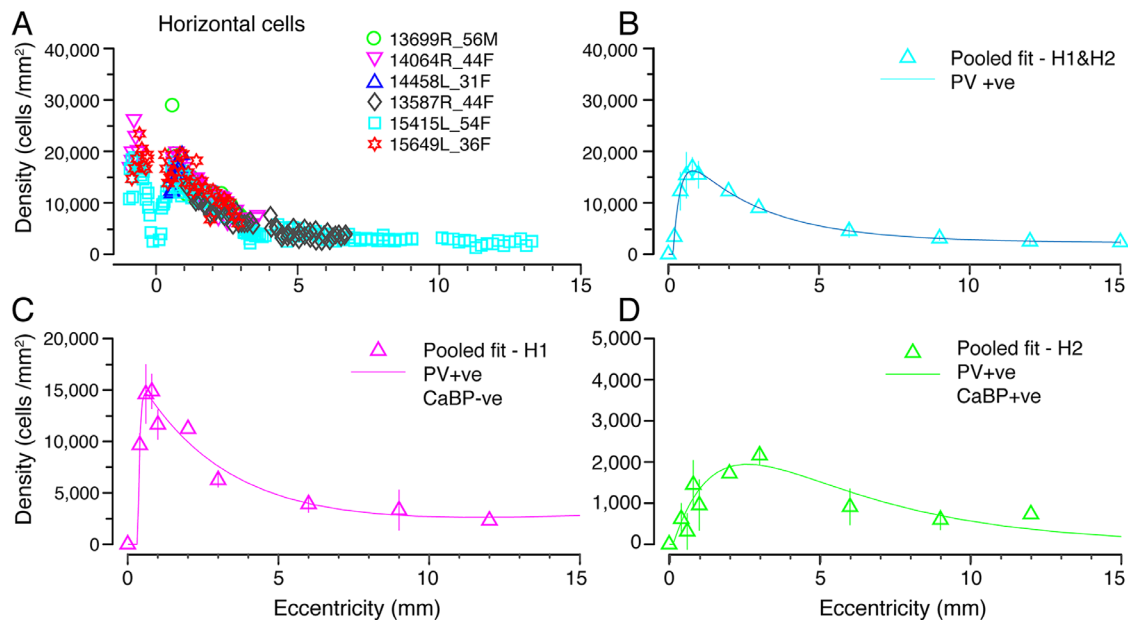 A
Horizontal cells
13699R_56M
14064R_44F
14458L_31F
13587R_44F
15415L_54F
15649L_36F
Density (cells /mm²)
40,000
30,000
20,000
10,000
0
0
5
10
15
B
Pooled fit - H1&H2
PV +ve
40,000
30,000
20,000
10,000
0
0
5
10
15
C
Pooled fit - H1
PV+ve
CaBP-ve
Density (cells /mm²)
20,000
15,000
10,000
5,000
0
0
5
10
15
Eccentricity (mm)
D
Pooled fit - H2
PV+ve
CaBP+ve
5,000
4,000
3,000
2,000
1,000
0
0
5
10
15
Eccentricity (mm)